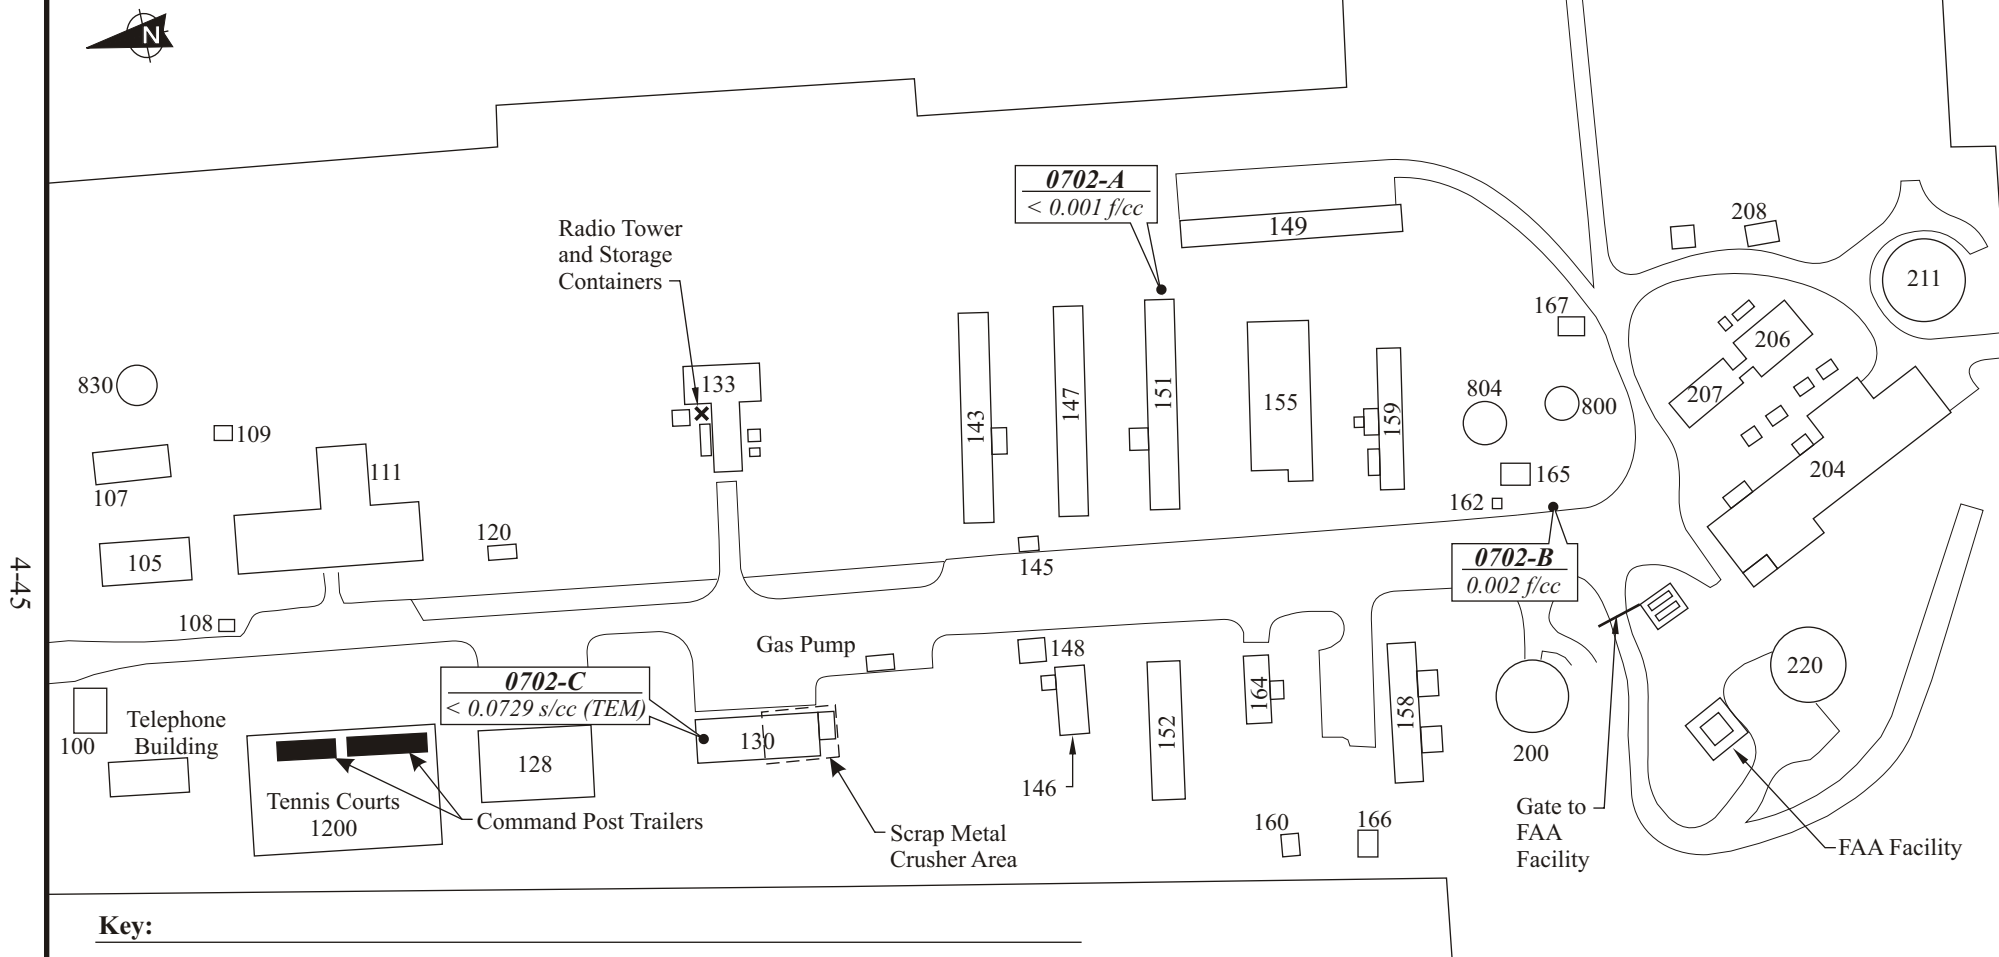 N
0702-A
< 0.001 f/cc
149
208
211
Radio Tower
and Storage
Containers
167
206
207
830
133
143
147
151
155
159
804
800
109
111
107
165
204
162
120
105
145
0702-B
0.002 f/cc
4-45
108
Gas Pump
148
220
0702-C
< 0.0729 s/cc (TEM)
164
158
152
100
Telephone
Building
130
128
200
146
Tennis Courts
1200
Command Post Trailers
Scrap Metal
Crusher Area
160
166
Gate to
FAA
Facility
FAA Facility
Key: